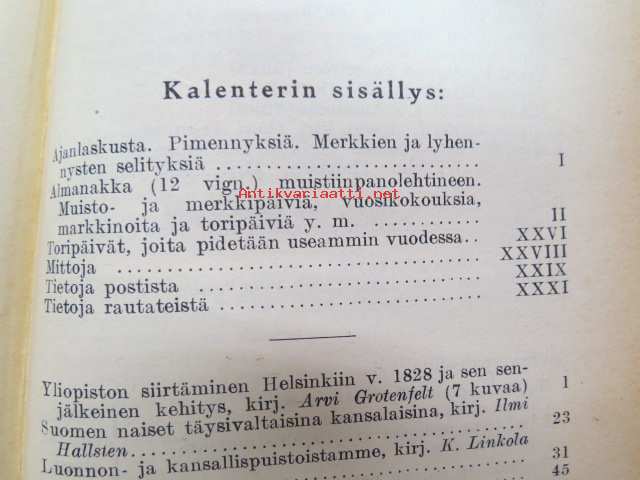 Kalenterin sisällys:
Ajanlaskusta. Pimennyksiä. Merkkien ja lyhen-
nysten selityksiä . . . . . . . . . . . . . . . . . . . . I
Almanakka (12 vign.) muistiinpanolehtineen.
Antikvariaatti.net
Muisto- ja merkkipäiviä, vuosikokouksia,
markkinoita ja toripäiviä y. m. . . . . . . . . . II
Toripäivät, joita pidetään useammin vuodessa. . XXVI
Mittoja . . . . . . . . . . . . . . . . . . . . . . . . . . . . XXVIII
Tietoja postista . . . . . . . . . . . . . . . . . . . . . XXIX
Tietoja rautateistä . . . . . . . . . . . . . . . . . . XXXI
Yliopiston siirtäminen Helsinkiin v. 1828 ja sen sen-
jälkeinen kehitys, kirj. Arvi Grotenfelt (7 kuvaa) 1
Suomen naiset täysivaltaisina kansalaisina, kirj. Ilmi
Hallsten . . . . . . . . . . . . . . . . . . . . . . . . . . 23
Luonnon- ja kansallispuistoistamme, kirj. K. Linkola 31
45